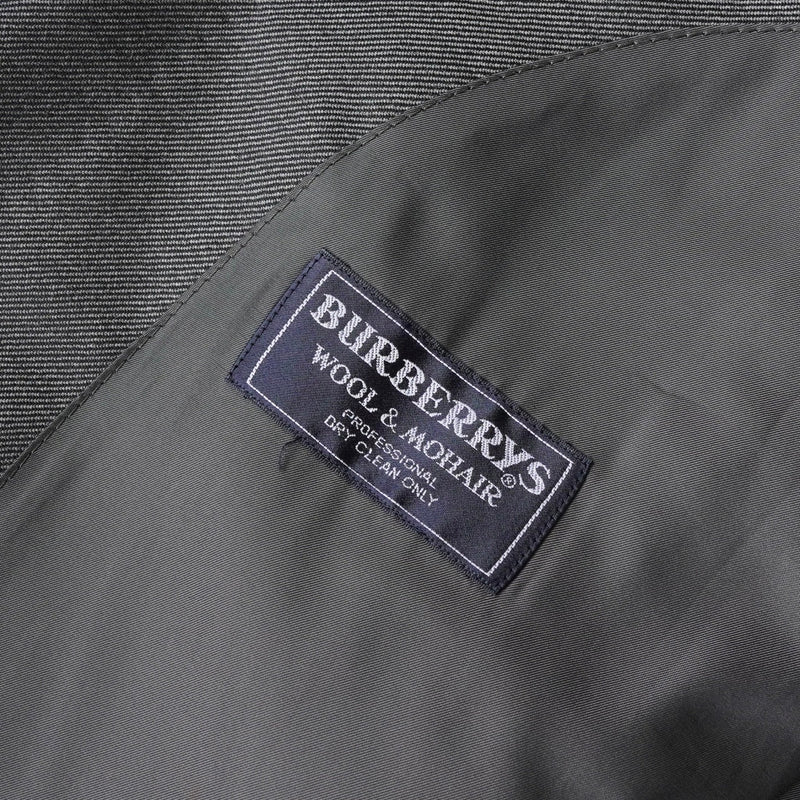 BURBERRYS®
WOOL & MOHAIR
PROFESSIONAL
DRY CLEAN ONLY